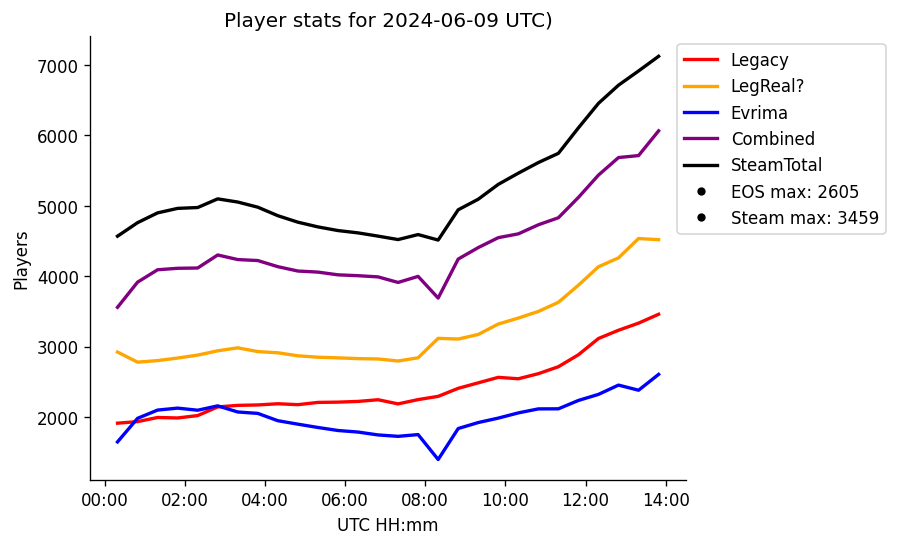 Player stats for 2024-06-09 UTC)
Legacy
LegReal?
Evrima
Combined
SteamTotal
EOS max: 2605
Steam max: 3459
Players
7000
6000
5000
4000
3000
2000
00:00 02:00 04:00 06:00 08:00 10:00 12:00 14:00
UTC HH:mm